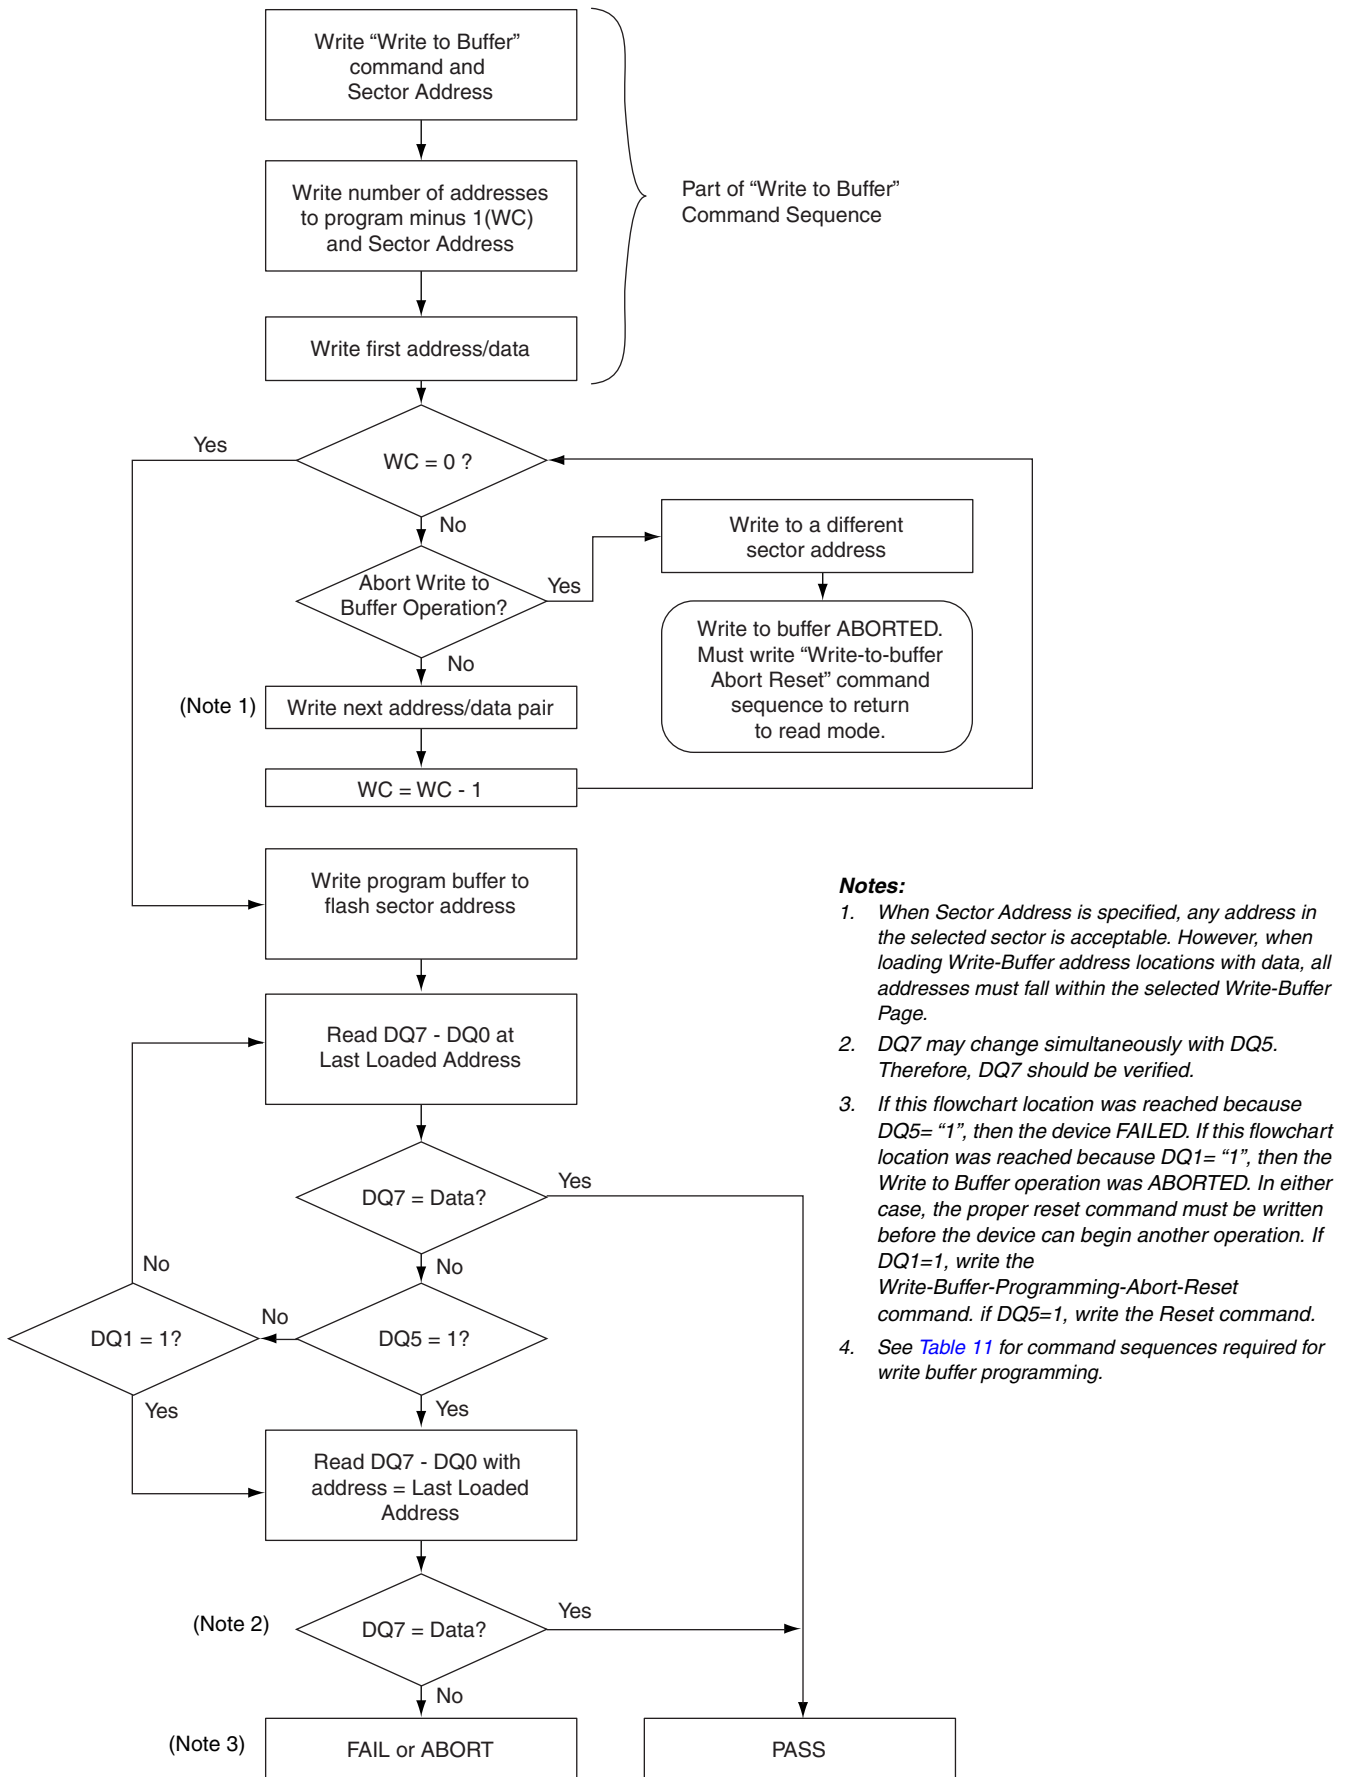 Write “Write to Buffer”
command and
Sector Address
Write number of addresses
to program minus 1(WC)
and Sector Address
Part of “Write to Buffer”
Command Sequence
Write first address/data
Yes
WC = 0 ?
No
Write to a different
sector address
Abort Write to
Buffer Operation?
Yes
Write to buffer ABORTED.
Must write “Write-to-buffer
Abort Reset” command
sequence to return
to read mode.
No
(Note 1)
Write next address/data pair
WC = WC - 1
Write program buffer to
flash sector address
Notes:
1. When Sector Address is specified, any address in
the selected sector is acceptable. However, when
loading Write-Buffer address locations with data, all
addresses must fall within the selected Write-Buffer
Page.
2. DQ7 may change simultaneously with DQ5.
Therefore, DQ7 should be verified.
3. If this flowchart location was reached because
DQ5= “1”, then the device FAILED. If this flowchart
location was reached because DQ1= “1”, then the
Write to Buffer operation was ABORTED. In either
case, the proper reset command must be written
before the device can begin another operation. If
DQ1=1, write the
Write-Buffer-Programming-Abort-Reset
command. if DQ5=1, write the Reset command.
4. See Table 11 for command sequences required for
write buffer programming.
Read DQ7 - DQ0 at
Last Loaded Address
DQ7 = Data?
Yes
No
No
DQ1 = 1?
No
DQ5 = 1?
Yes
Yes
Read DQ7 - DQ0 with
address = Last Loaded
Address
(Note 2)
DQ7 = Data?
Yes
No
(Note 3)
FAIL or ABORT
PASS